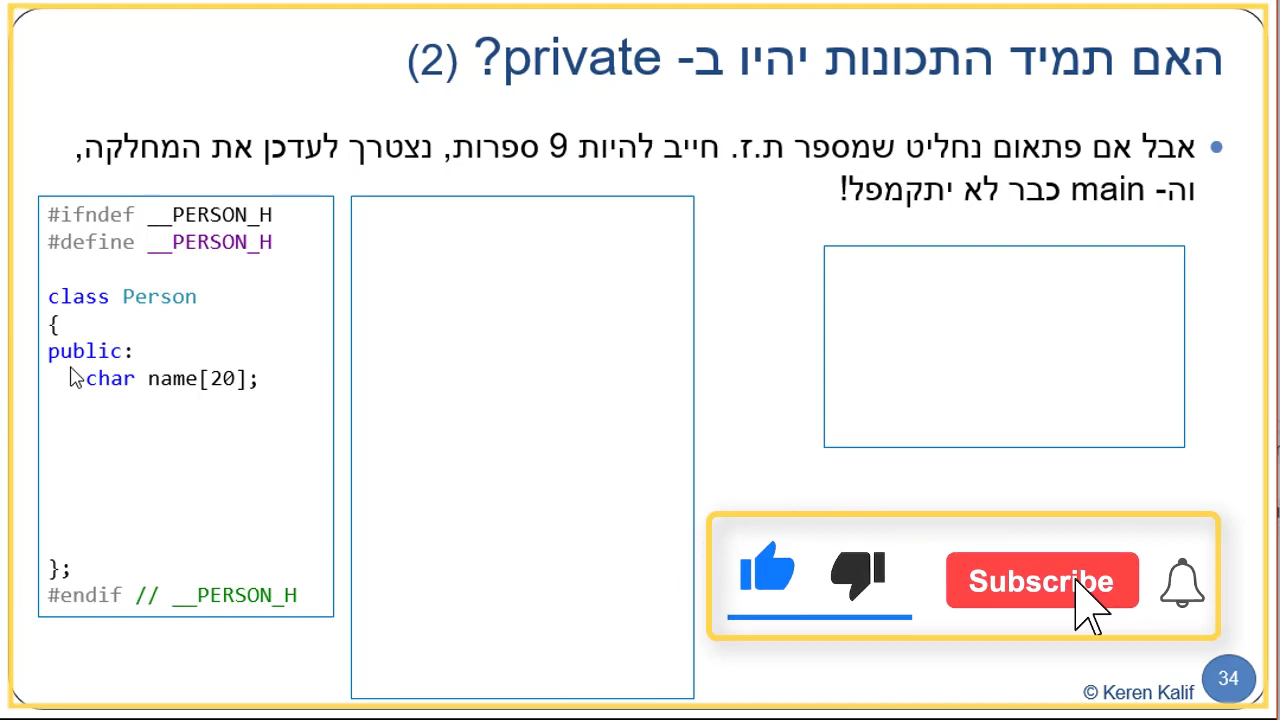 האם תמיד התכונות יהיו ב- private? (2)
אבל אם פתאום נחליט שמספר ת.ז. חייב להיות 9 ספרות, נצטרך לעדכן את המחלקה,
וה- main כבר לא יתקמפל!
#ifndef __PERSON_H
#define __PERSON_H
class Person
{
public:
char name[20];
};
#endif // __PERSON_H
Subscribe
© Keren Kalif
34